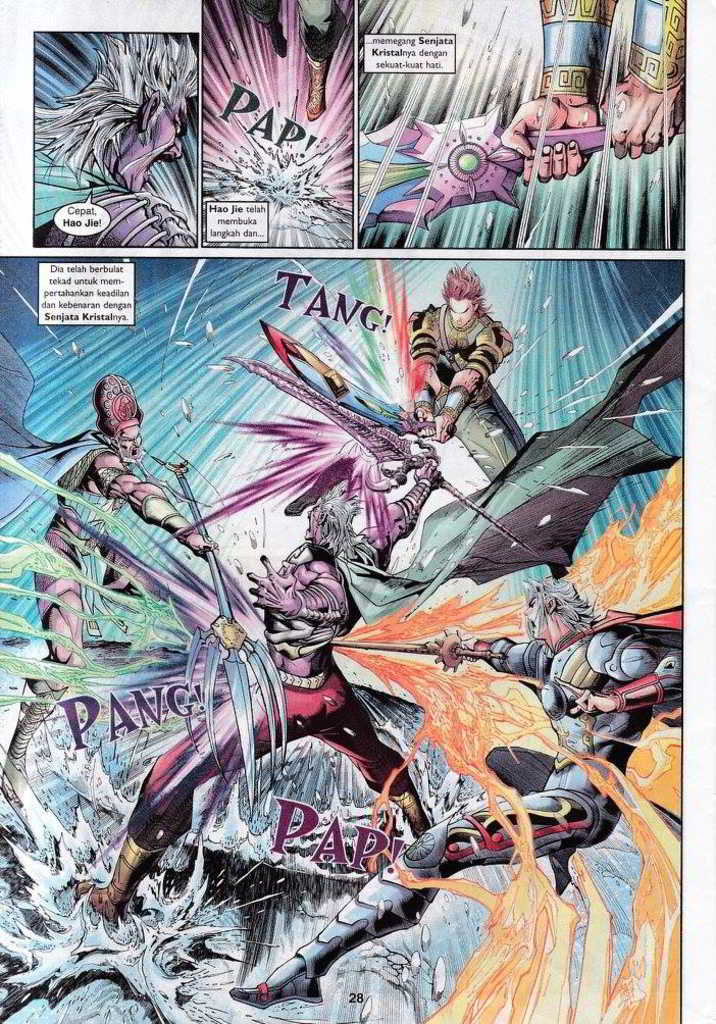 Cepat,
Hao Jie!
PAP!
Hao Jie telah
membuka
langkah dan...
...memegang Senjata
Kristalnya dengan
sekuat-kuat hati.
Dia telah berbulat
tekad untuk mem-
pertahankan keadilan
dan kebenaran dengan
Senjata Kristalnya.
TANG!
PANG!
PAP!
28